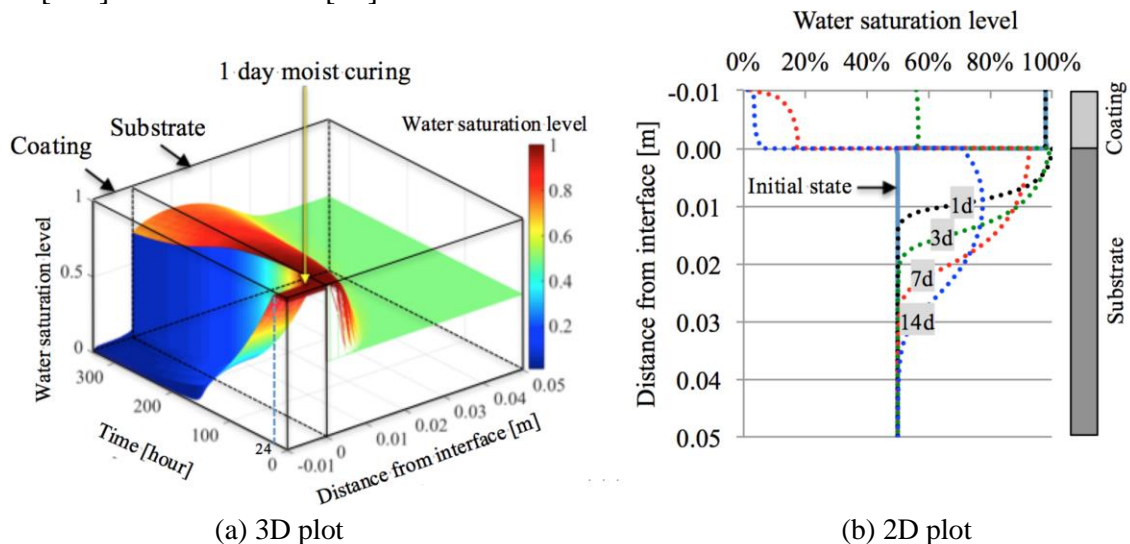 1 day moist curing
Substrate
Coating
Water saturation level
1
0.8
0.6
0.4
0.2
1
0.5
0
Water saturation level
300
200
100
24
0
Time [hour]
-0.01
0
0.01
0.02
0.03
0.04
0.05
Distance from interface [m]
(a) 3D plot
Water saturation level
0% 20% 40% 60% 80% 100%
-0.01
0.00
0.01
0.02
0.03
0.04
0.05
Distance from interface [m]
Initial state
1d
3d
7d
14d
Coating
Substrate
(b) 2D plot